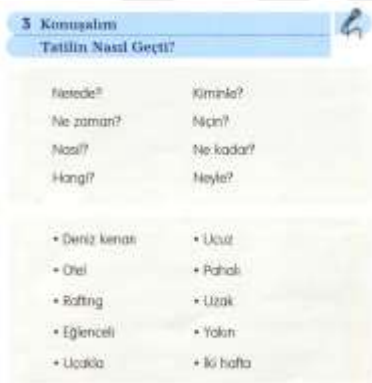 3 Konuşalım
Tatilin Nasıl Geçti?
Nerede? Kiminle?
Ne zaman? Niçin?
Nasıl? Ne kadar?
Hangi? Neyle?
• Deniz kenarı • Ucuz
• Otel • Pahalı
• Rafting • Uzak
• Eğlenceli • Yakın
• Uçakla • İki hafta